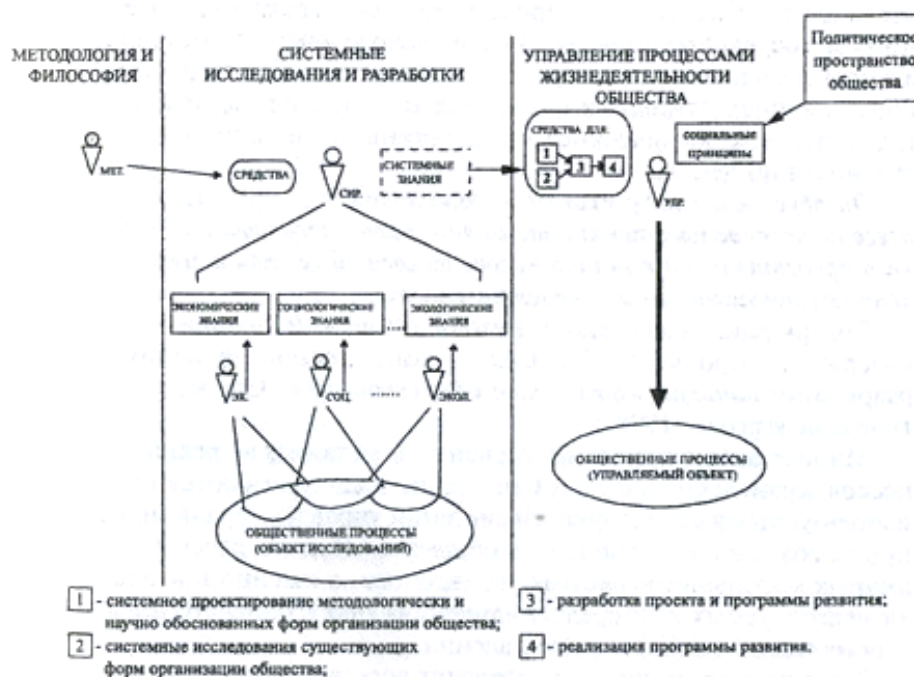 МЕТОДОЛОГИЯ И
ФИЛОСОФИЯ
СИСТЕМНЫЕ
ИССЛЕДОВАНИЯ И РАЗРАБОТКИ
УПРАВЛЕНИЕ ПРОЦЕССАМИ
ЖИЗНЕДЕЯТЕЛЬНОСТИ
ОБЩЕСТВА
Политическое
пространство
общества
МЕТ.
СРЕДСТВА
СИР.
СИСТЕМНЫЕ
ЗНАНИЯ
СРЕДСТВА ДЛЯ:
1
2
3
4
СОЦИАЛЬНЫЕ
ПРИНЦИПЫ
УПР.
ЭКОНОМИЧЕСКИЕ
ЗНАНИЯ
СОЦИОЛОГИЧЕСКИЕ
ЗНАНИЯ
...
ЭКОЛОГИЧЕСКИЕ
ЗНАНИЯ
ЭК.
СОЦ.
......
ЭКОЛ.
ОБЩЕСТВЕННЫЕ ПРОЦЕССЫ
(ОБЪЕКТ ИССЛЕДОВАНИЙ)
ОБЩЕСТВЕННЫЕ ПРОЦЕССЫ
(УПРАВЛЯЕМЫЙ ОБЪЕКТ)
1 - системное проектирование методологически и
научно обоснованных форм организации общества;
2 - системные исследования существующих
форм организации общества;
3 - разработка проекта и программы развития;
4 - реализация программы развития.